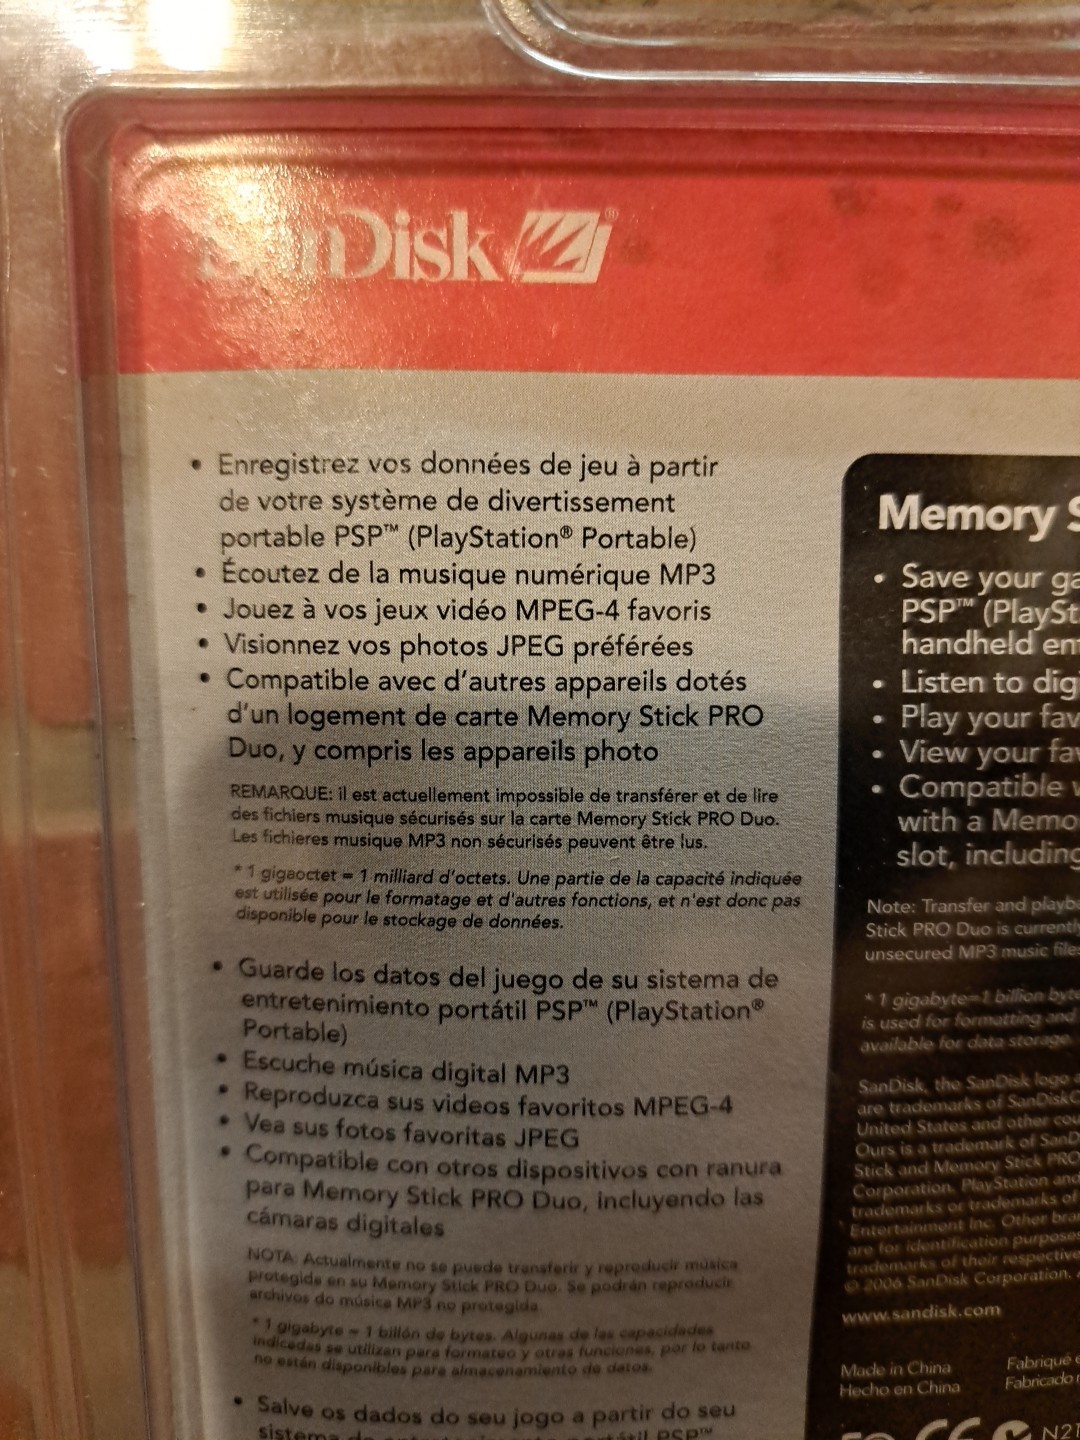 SanDisk ®
• Enregistrez vos données de jeu à partir
de votre système de divertissement
portable PSP™ (PlayStation® Portable)
• Écoutez de la musique numérique MP3
• Jouez à vos jeux vidéo MPEG-4 favoris
• Visionnez vos photos JPEG préférées
• Compatible avec d'autres appareils dotés
d'un logement de carte Memory Stick PRO
Duo, y compris les appareils photo
REMARQUE: il est actuellement impossible de transférer et de lire
des fichiers musique sécurisés sur la carte Memory Stick PRO Duo.
Les fichieres musique MP3 non sécurisés peuvent être lus.
* 1 gigaoctet = 1 milliard d'octets. Une partie de la capacité indiquée
est utilisée pour le formatage et d'autres fonctions, et n'est donc pas
disponible pour le stockage de données.
• Guarde los datos del juego de su sistema de
entretenimiento portátil PSP™ (PlayStation®
Portable)
• Escuche música digital MP3
• Reproduzca sus videos favoritos MPEG-4
• Vea sus fotos favoritas JPEG
• Compatible con otros dispositivos con ranura
para Memory Stick PRO Duo, incluyendo las
cámaras digitales
NOTA: Actualmente no se puede transferir y reproducir música
protegida en su Memory Stick PRO Duo. Se podrán reproducir
archivos do música MP3 no protegida.
* 1 gigabyte = 1 billón de bytes. Algunas de las capacidades
indicadas se utilizan para formateo y otras funciones, por lo tanto
no están disponibles para almacenamiento de datos.
• Salve os dados do seu jogo a partir do seu
sistema de entretenimento portátil PSP™
Memory S
• Save your ga
PSP™ (PlaySt
handheld en
• Listen to digi
• Play your fav
• View your fav
• Compatible w
with a Memo
slot, including
Note: Transfer and playba
Stick PRO Duo is currently
unsecured MP3 music files
* 1 gigabyte=1 billion byte
is used for formatting and
available for data storage.
SanDisk, the SanDisk logo a
are trademarks of SanDisk C
United States and other cou
Ours is a trademark of SanD
Stick and Memory Stick PRO
Corporation. PlayStation and
trademarks or trademarks of
Entertainment Inc. Other bra
are for identification purposes
trademarks of their respective
© 2006 SanDisk Corporation.
www.sandisk.com
Made in China Fabriqué e
Hecho en China Fabricado n
FC CE N21